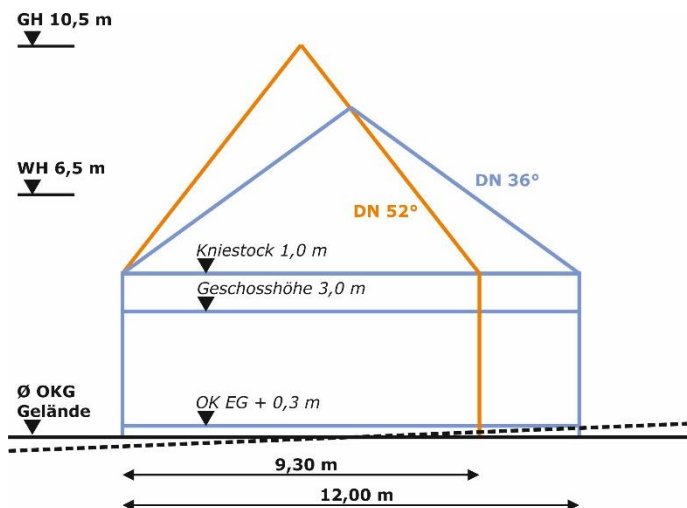 GH 10,5 m
WH 6,5 m
DN 36°
DN 52°
Kniestock 1,0 m
Geschosshöhe 3,0 m
Ø OKG
Gelände
OK EG + 0,3 m
9,30 m
12,00 m